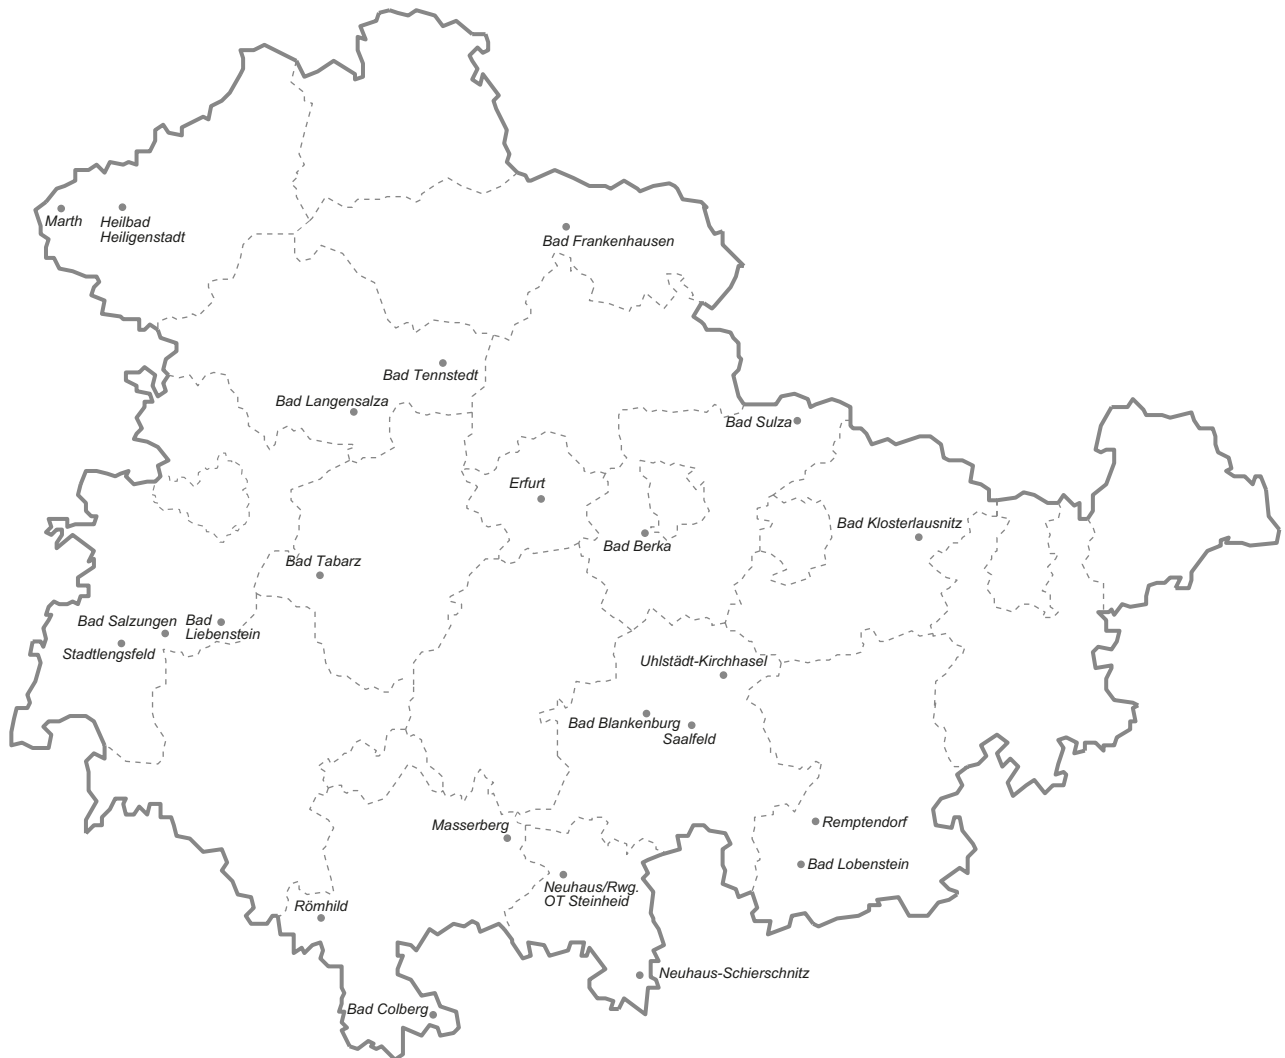 Marth
Heilbad
Heiligenstadt
Bad Frankenhausen
Bad Tennstedt
Bad Langensalza
Bad Sulza
Erfurt
Bad Klosterlausnitz
Bad Berka
Bad Tabarz
Bad Salzungen
Bad
Liebenstein
Stadtlengsfeld
Uhlstädt-Kirchhasel
Bad Blankenburg
Saalfeld
Masserberg
Remptendorf
Bad Lobenstein
Neuhaus/Rwg.
OT Steinheid
Römhild
Neuhaus-Schierschnitz
Bad Colberg